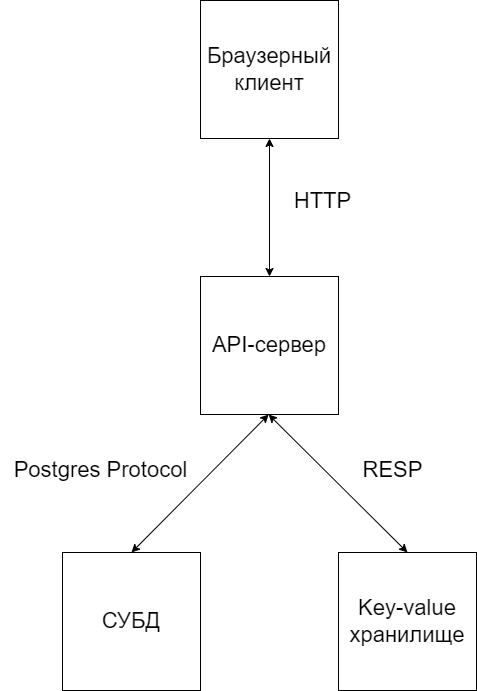 Браузерный
клиент
HTTP
API-сервер
Postgres Protocol
RESP
СУБД
Key-value
хранилище